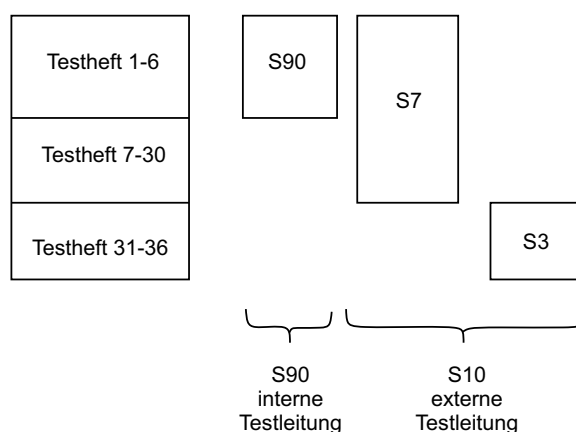 Testheft 1-6
S90
S7
Testheft 7-30
Testheft 31-36
S3
S90
interne
Testleitung
S10
externe
Testleitung